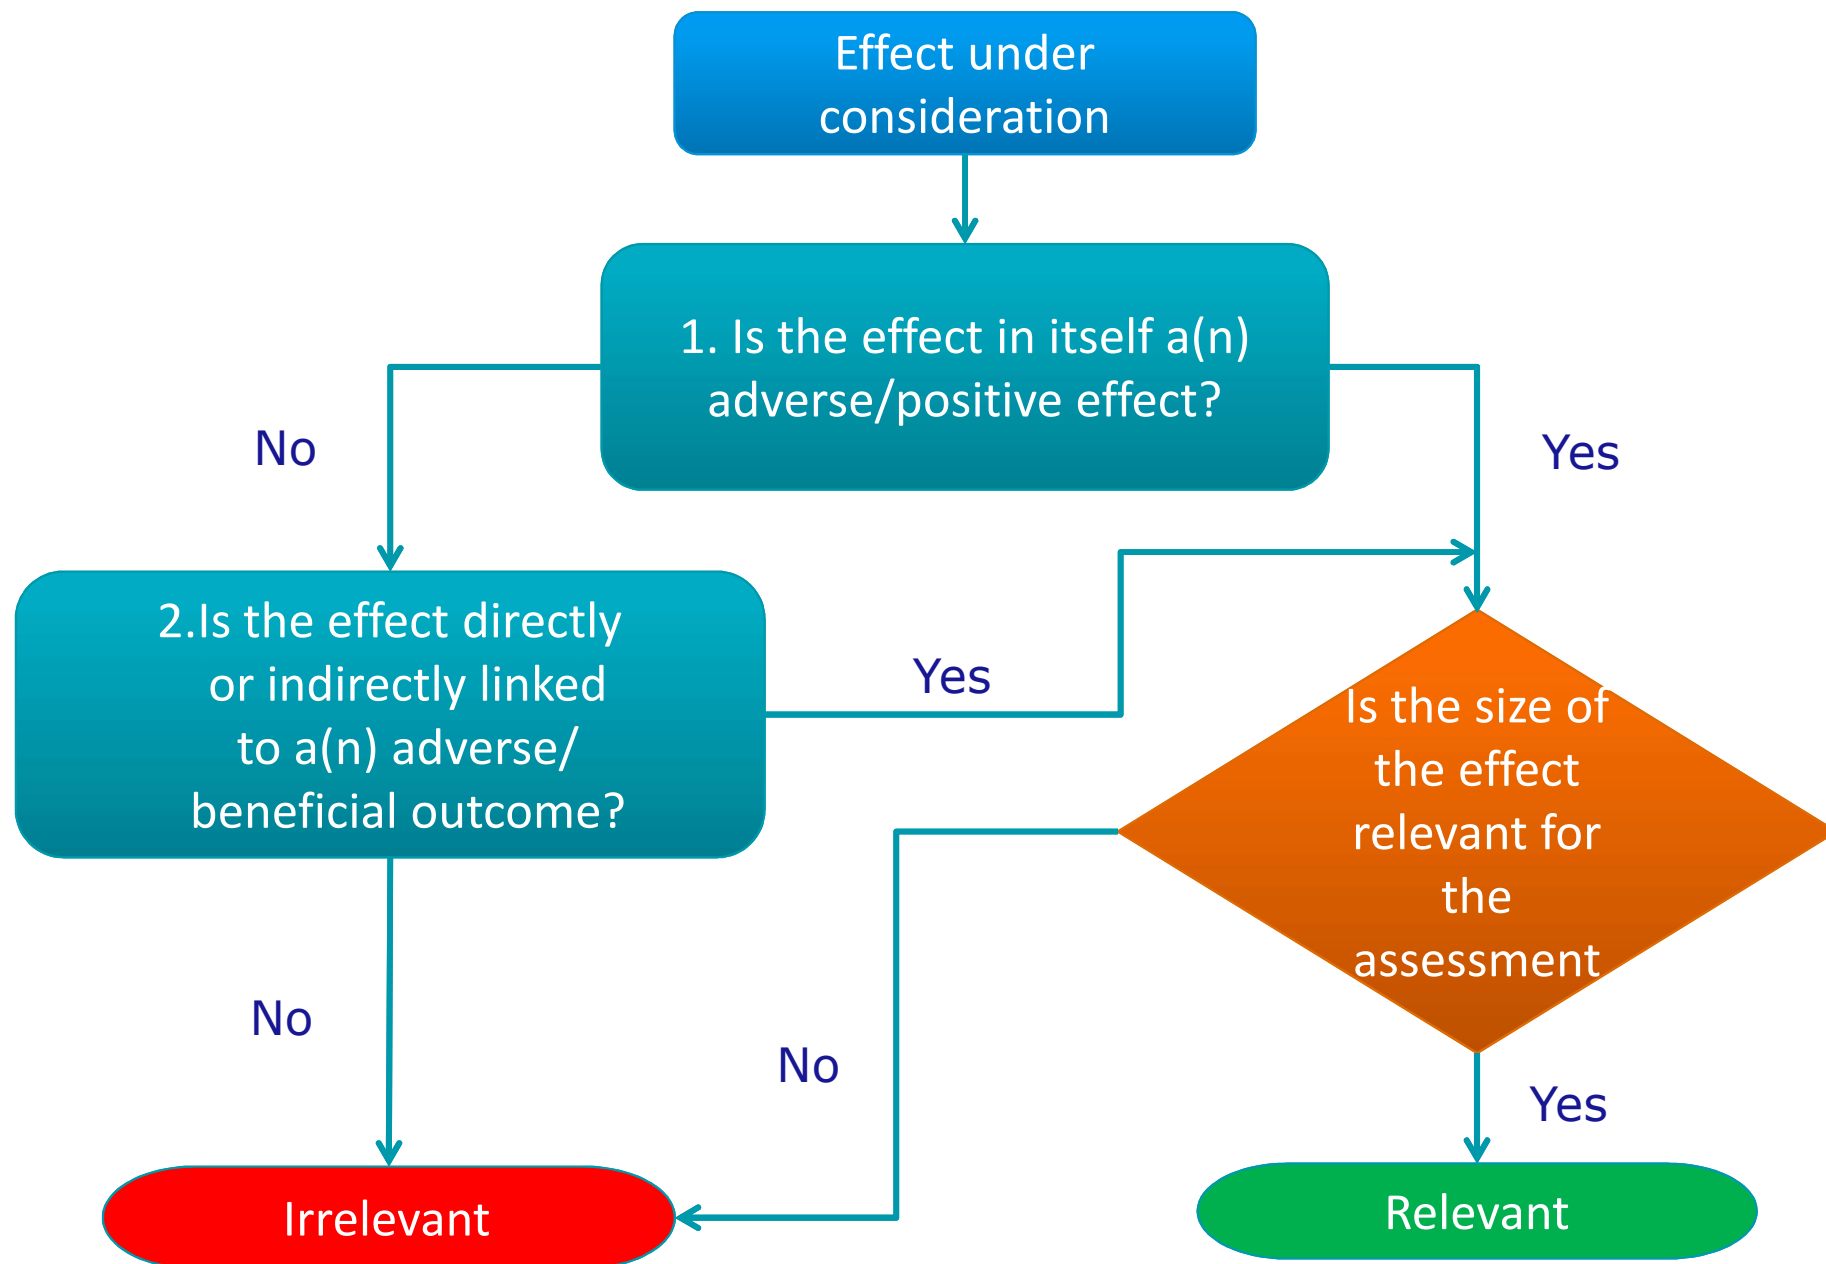 Effect under
consideration
1. Is the effect in itself a(n)
adverse/positive effect?
No
Yes
2.Is the effect directly
or indirectly linked
to a(n) adverse/
beneficial outcome?
Yes
Is the size of
the effect
relevant for
the
assessment
No
No
Yes
Irrelevant
Relevant